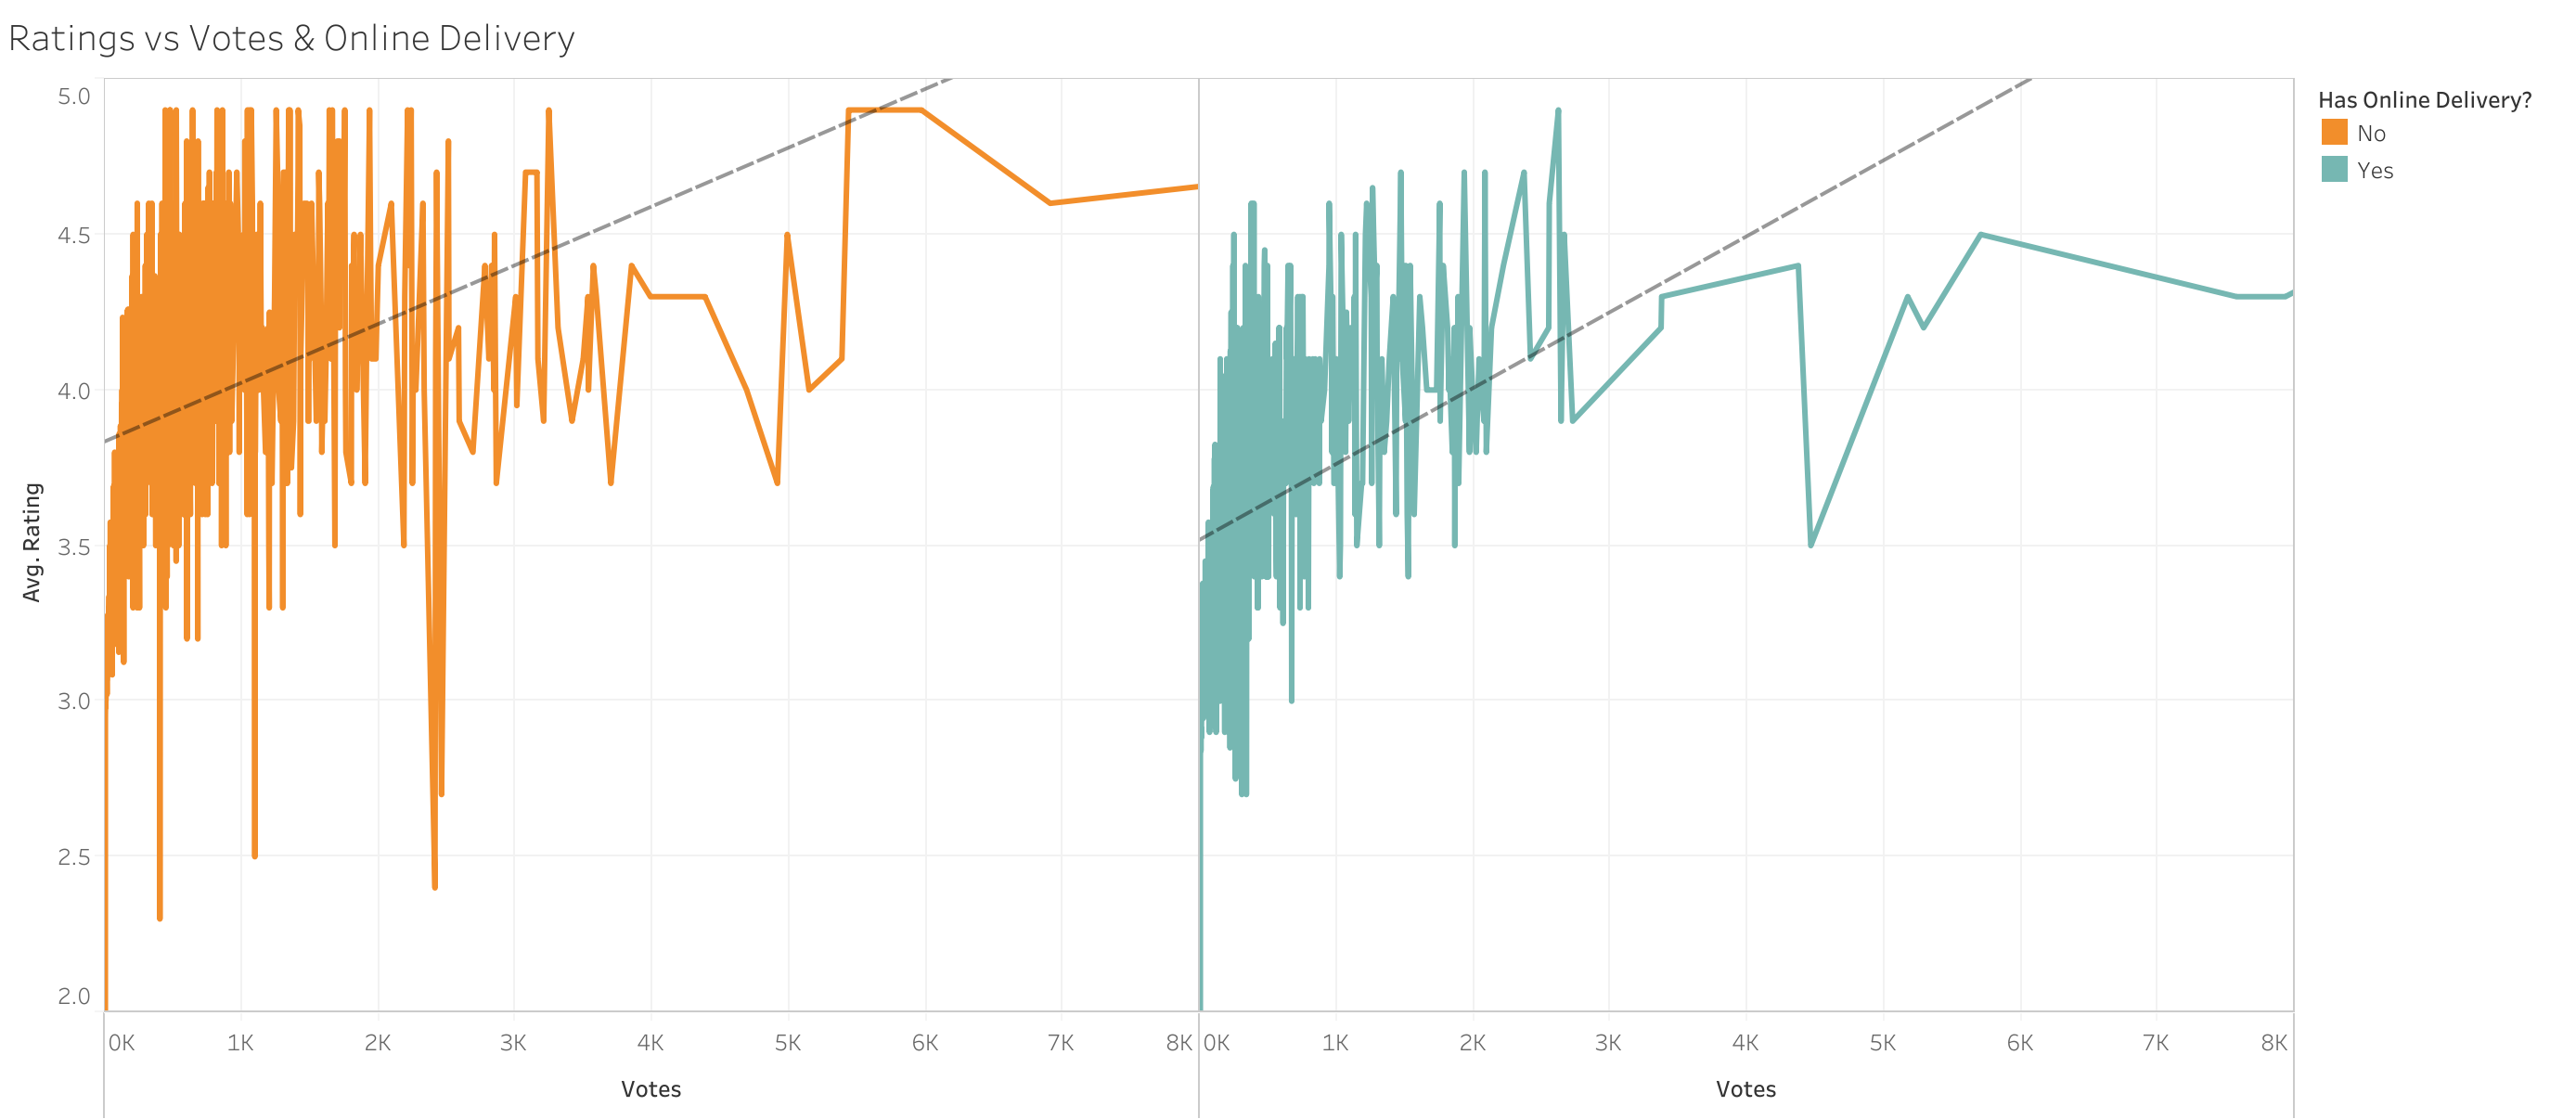 Ratings vs Votes & Online Delivery
Has Online Delivery?
No
Yes
Avg. Rating
5.0
4.5
4.0
3.5
3.0
2.5
2.0
0K 1K 2K 3K 4K 5K 6K 7K 8K 0K 1K 2K 3K 4K 5K 6K 7K 8K
Votes Votes